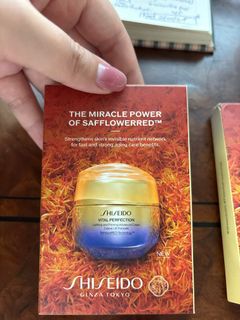 THE MIRACLE POWER
OF SAFFLOWERRED™
Strengthens skin's invisible nutrient network
for fast and strong aging care benefits.
SHISEIDO
VITAL PERFECTION
NEW
SHISEIDO
GINZA TOKYO